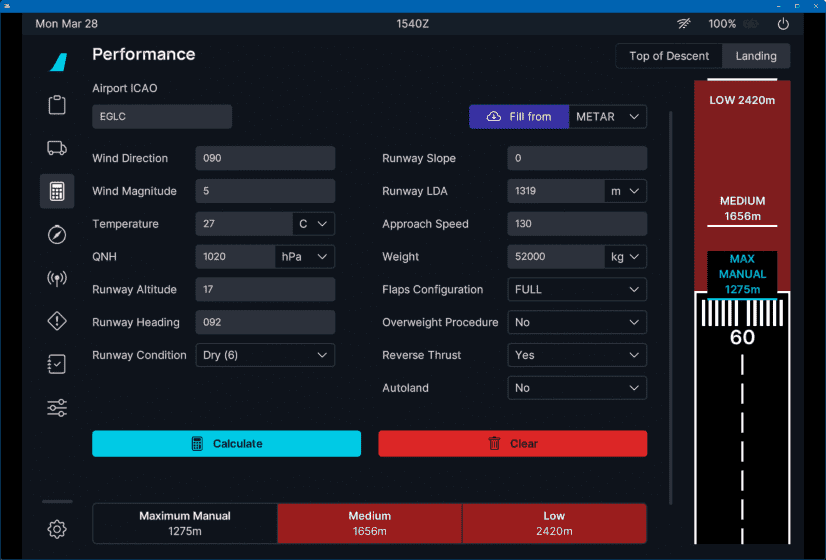 Mon Mar 28 1540Z 100%
Performance Top of Descent Landing
Airport ICAO
EGLC Fill from METAR
Wind Direction 090 Runway Slope 0
Wind Magnitude 5 Runway LDA 1319 m
Temperature 27 C Approach Speed 130
QNH 1020 hPa Weight 52000 kg
Runway Altitude 17 Flaps Configuration FULL
Runway Heading 092 Overweight Procedure No
Runway Condition Dry (6) Reverse Thrust Yes
Autoland No
Calculate Clear
Maximum Manual Medium Low
1275m 1656m 2420m
LOW 2420m
MEDIUM
1656m
MAX
MANUAL
1275m
60